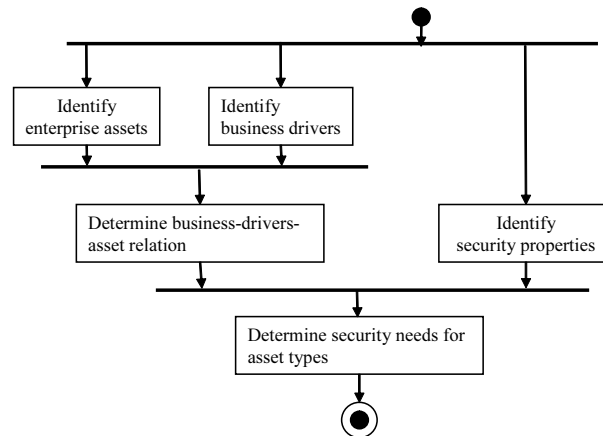 Identify
enterprise assets
Identify
business drivers
Determine business-drivers-
asset relation
Identify
security properties
Determine security needs for
asset types